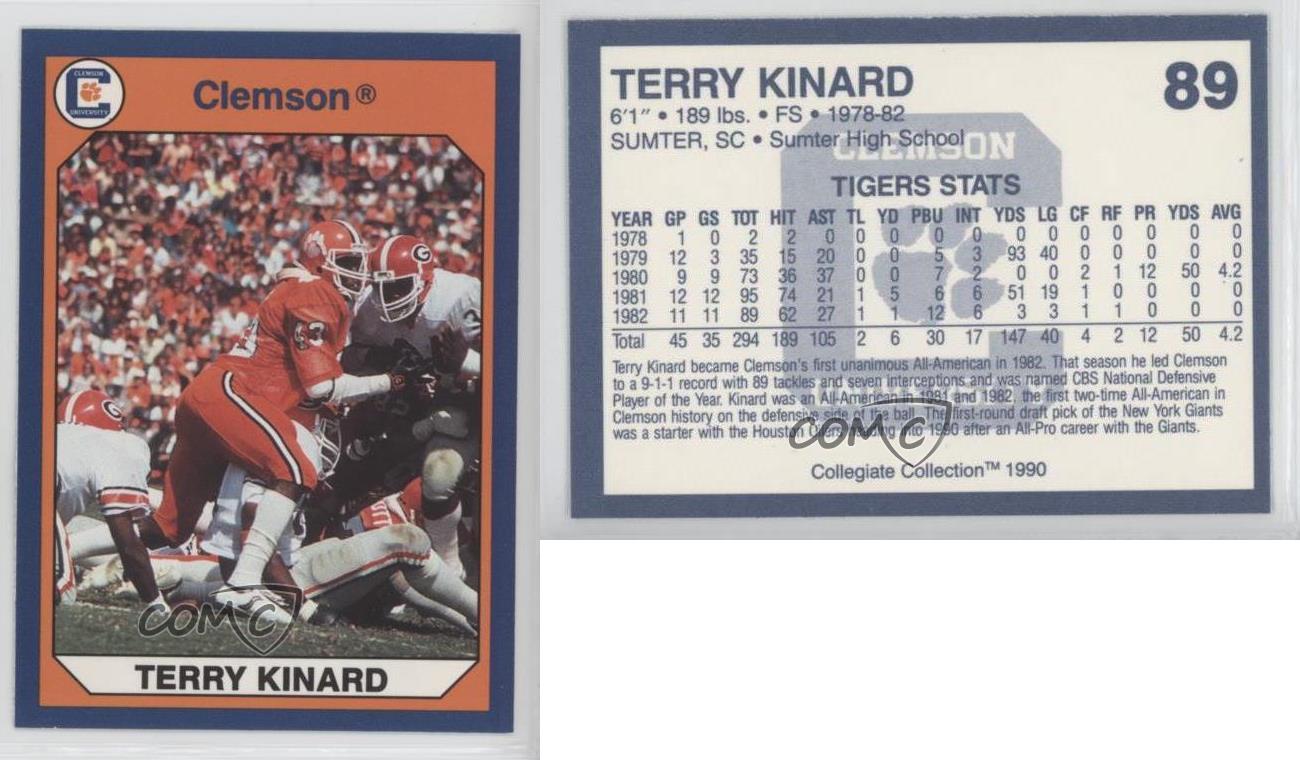 CLEMSON
UNIVERSITY
Clemson®
43
G
COMC
TERRY KINARD
TERRY KINARD
89
6'1" • 189 lbs. • FS • 1978-82
SUMTER, SC • Sumter High School
CLEMSON
TIGERS STATS
YEAR GP GS TOT HIT AST TL YD PBU INT YDS LG CF RF PR YDS AVG
1978 1 0 2 2 0 0 0 0 0 0 0 0 0 0 0 0
1979 12 3 35 15 20 0 0 5 3 93 40 0 0 0 0 0
1980 9 9 73 36 37 0 0 7 2 0 0 2 1 12 50 4.2
1981 12 12 95 74 21 1 5 6 6 51 19 1 0 0 0 0
1982 11 11 89 62 27 1 1 12 6 3 3 1 1 0 0 0
Total 45 35 294 189 105 2 6 30 17 147 40 4 2 12 50 4.2
Terry Kinard became Clemson's first unanimous All-American in 1982. That season he led Clemson
to a 9-1-1 record with 89 tackles and seven interceptions and was named CBS National Defensive
Player of the Year. Kinard was an All-American in 1981 and 1982, the first two-time All-American in
Clemson history on the defensive side of the ball. The first-round draft pick of the New York Giants
was a starter with the Houston Oilers heading into 1990 after an All-Pro career with the Giants.
COMC
Collegiate Collection™ 1990